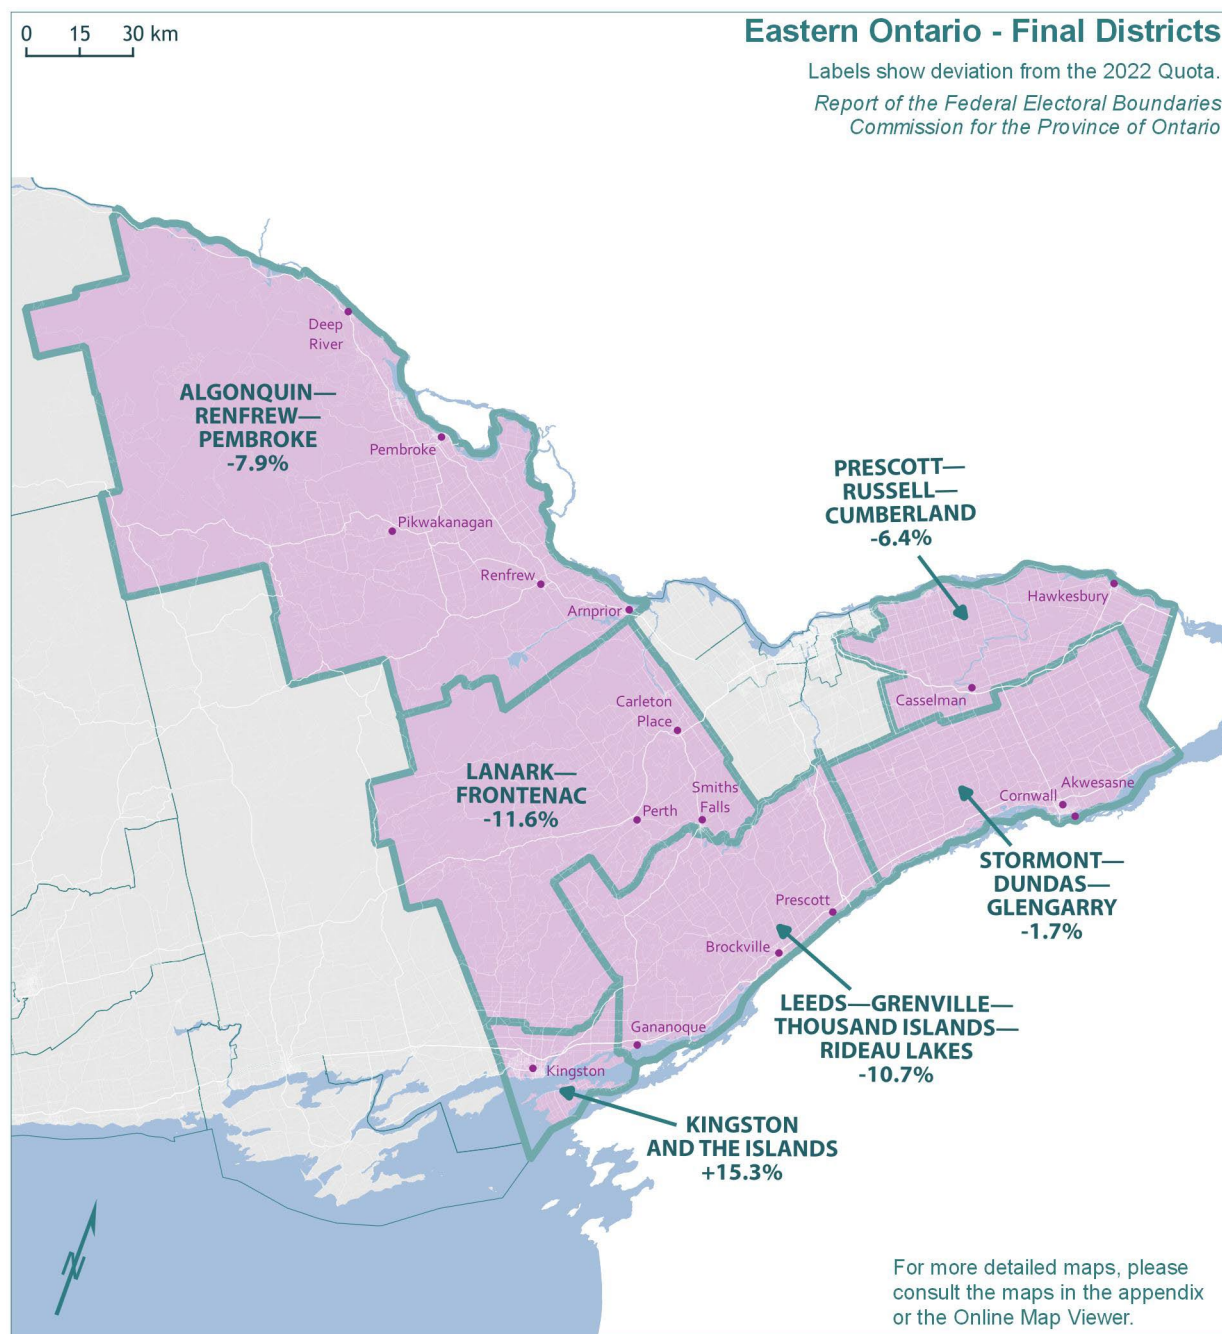 0 15 30 km
Eastern Ontario - Final Districts
Labels show deviation from the 2022 Quota.
Report of the Federal Electoral Boundaries
Commission for the Province of Ontario
Deep
River
ALGONQUIN—
RENFREW—
PEMBROKE
-7.9%
Pembroke
Pikwakanagan
Renfrew
Arnprior
PRESCOTT—
RUSSELL—
CUMBERLAND
-6.4%
Hawkesbury
Casselman
Carleton
Place
LANARK—
FRONTENAC
-11.6%
Smiths
Falls
Perth
Akwesasne
Cornwall
STORMONT—
DUNDAS—
GLENGARRY
-1.7%
Prescott
Brockville
LEEDS—GRENVILLE—
THOUSAND ISLANDS—
RIDEAU LAKES
-10.7%
Gananoque
Kingston
KINGSTON
AND THE ISLANDS
+15.3%
N
For more detailed maps, please
consult the maps in the appendix
or the Online Map Viewer.